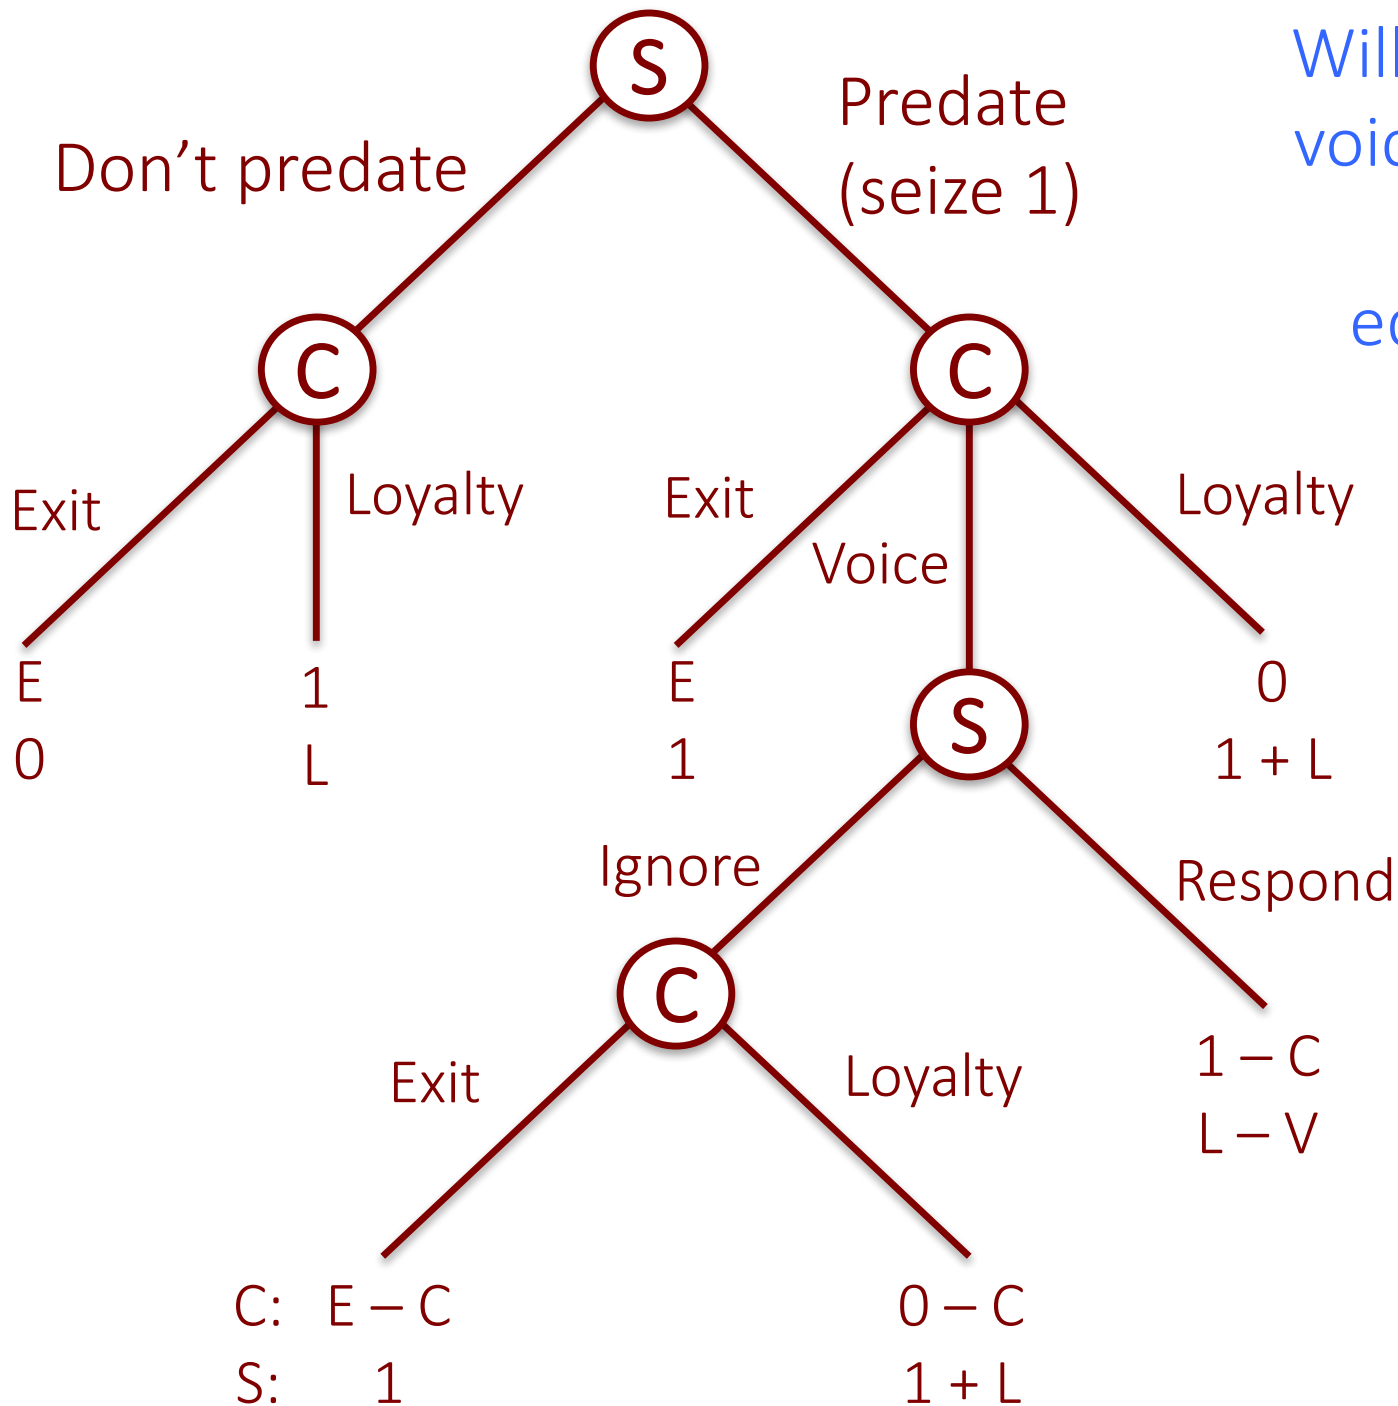 S
Will
Predate
(seize 1)
Don’t predate
C
C
Exit
Loyalty
Exit
Voice
Loyalty
E
0
1
L
E
1
0
1 + L
S
Ignore
Respond
C
1 – C
L – V
Exit
Loyalty
C: E – C
S: 1
0 – C
1 + L